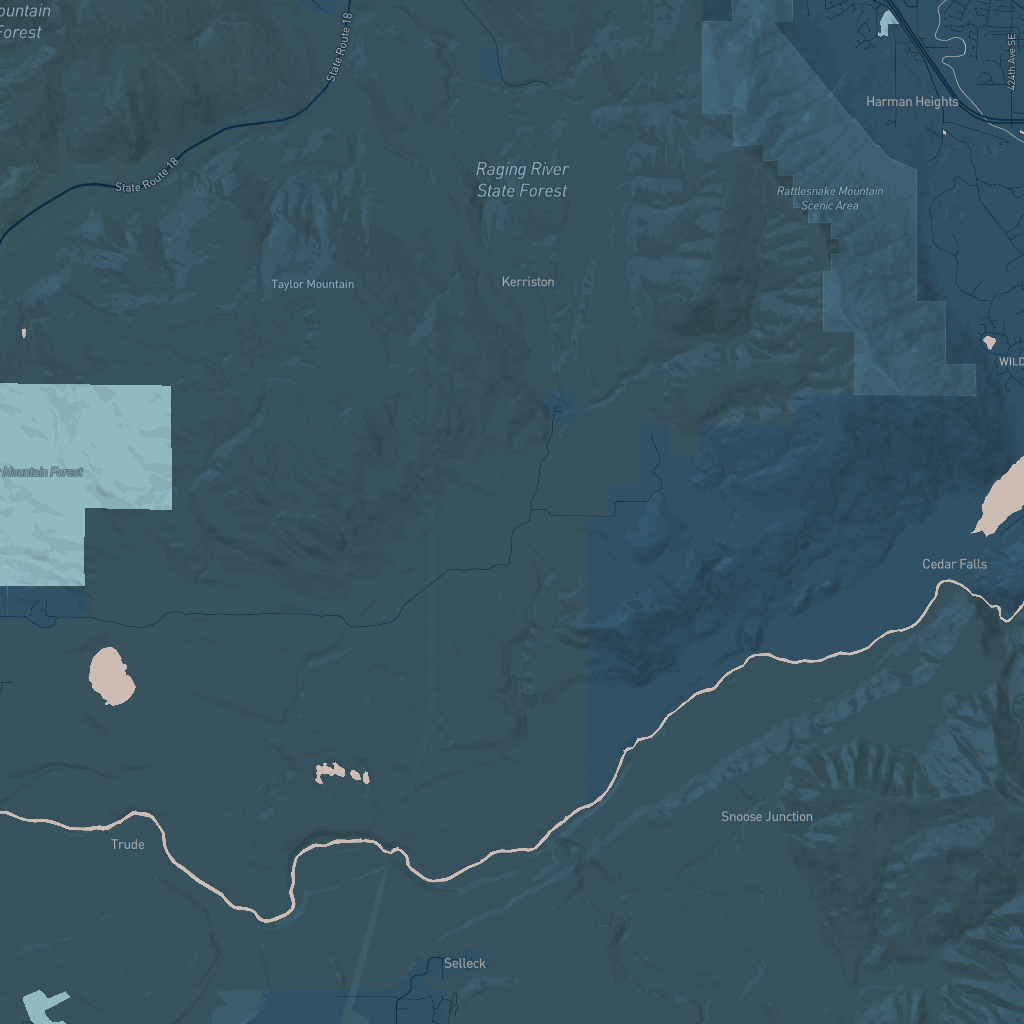 ountain
Forest
State Route 18
424th Ave SE
Harman Heights
State Route 18
Raging River
State Forest
Rattlesnake Mountain
Scenic Area
Taylor Mountain
Kerriston
WILD
Mountain Forest
Cedar Falls
Snoose Junction
Trude
Selleck